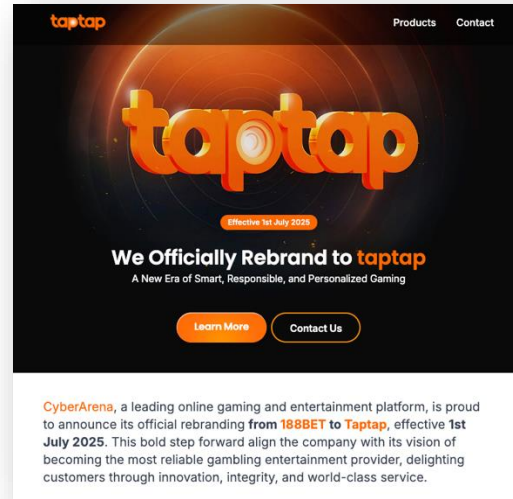 taptap
Products Contact
taptap
Effective 1st July 2025
We Officially Rebrand to taptap
A New Era of Smart, Responsible, and Personalized Gaming
Learn More Contact Us
CyberArena, a leading online gaming and entertainment platform, is proud
to announce its official rebranding from 188BET to Taptap, effective 1st
July 2025. This bold step forward align the company with its vision of
becoming the most reliable gambling entertainment provider, delighting
customers through innovation, integrity, and world-class service.